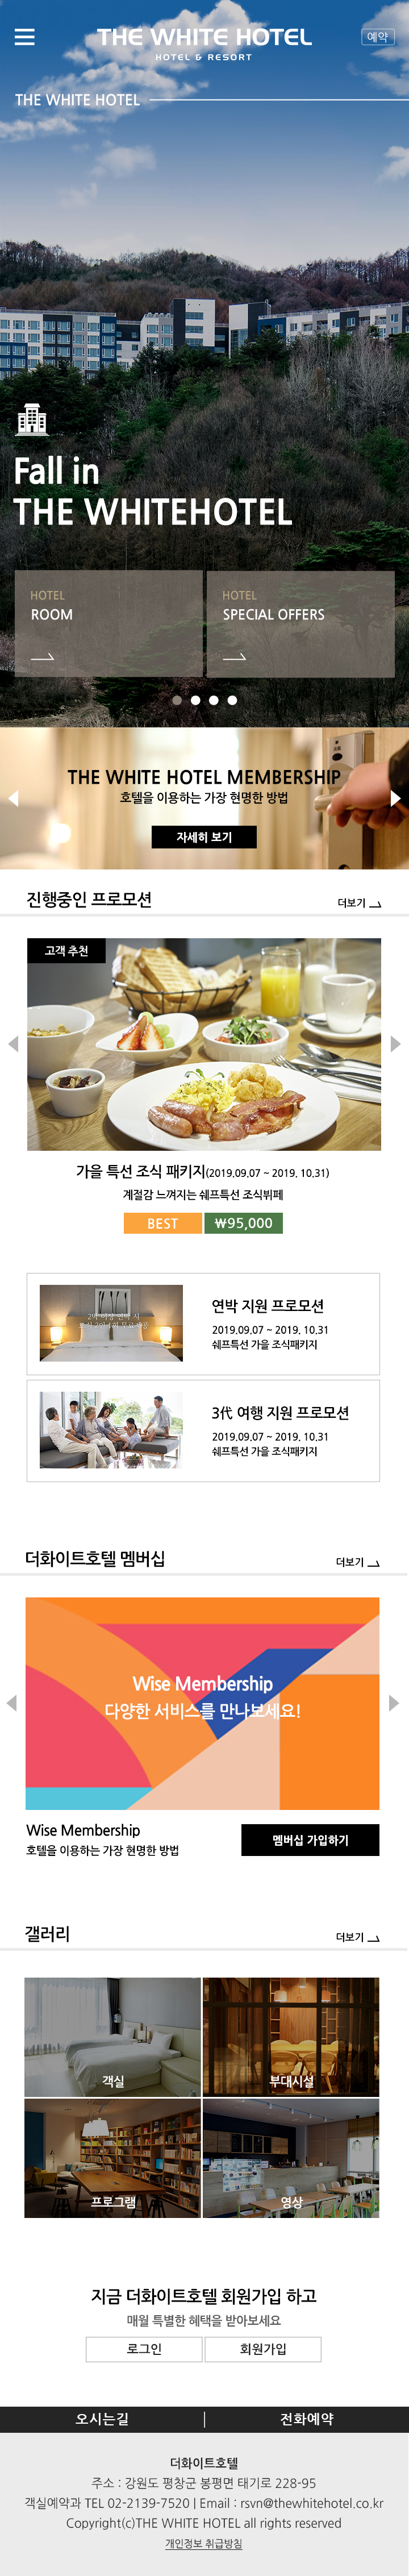 THE WHITE HOTEL
HOTEL & RESORT
예약
THE WHITE HOTEL
Fall in
THE WHITEHOTEL
HOTEL
ROOM
HOTEL
SPECIAL OFFERS
THE WHITE HOTEL MEMBERSHIP
호텔을 이용하는 가장 현명한 방법
자세히 보기
진행중인 프로모션
더보기
고객 추천
가을 특선 조식 패키지(2019.09.07 ~ 2019. 10.31)
계절감 느껴지는 쉐프특선 조식뷔페
BEST
₩95,000
연박 지원 프로모션
2019.09.07 ~ 2019. 10.31
쉐프특선 가을 조식패키지
3代 여행 지원 프로모션
2019.09.07 ~ 2019. 10.31
쉐프특선 가을 조식패키지
더화이트호텔 멤버십
더보기
Wise Membership
다양한 서비스를 만나보세요!
Wise Membership
호텔을 이용하는 가장 현명한 방법
멤버십 가입하기
갤러리
더보기
객실
부대시설
프로그램
영상
지금 더화이트호텔 회원가입 하고
매월 특별한 혜택을 받아보세요
로그인
회원가입
오시는길
전화예약
더화이트호텔
주소 : 강원도 평창군 봉평면 태기로 228-95
객실예약과 TEL 02-2139-7520 | Email : rsvn@thewhitehotel.co.kr
Copyright(c)THE WHITE HOTEL all rights reserved
개인정보 취급방침